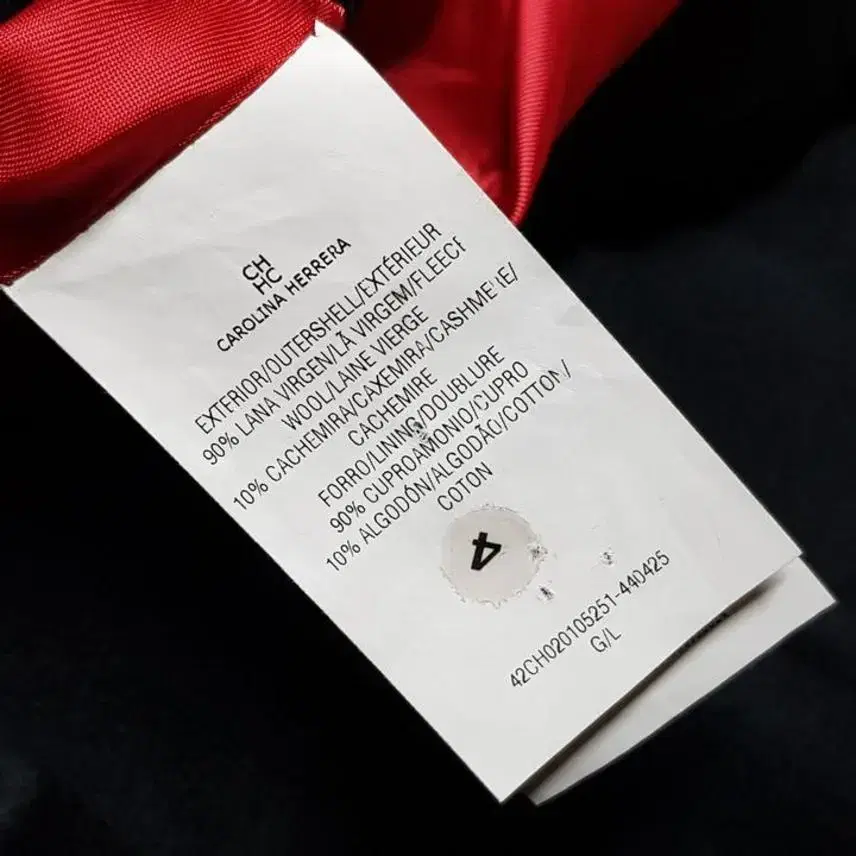 CH
HC
CAROLINA HERRERA
EXTERIOR/OUTERSHELL/EXTÉRIEUR
90% LANA VIRGEN/LÃ VIRGEM/FLEECE
WOOL/LAINE VIERGE
10% CACHEMIRA/CAXEMIRA/CASHMERE/
CACHEMIRE
FORRO/LINING/DOUBLURE
90% CUPROAMONIO/CUPRO
10% ALGODÓN/ALGODÃO/COTTON/
COTON
4
42CH020105251-440425
G/L